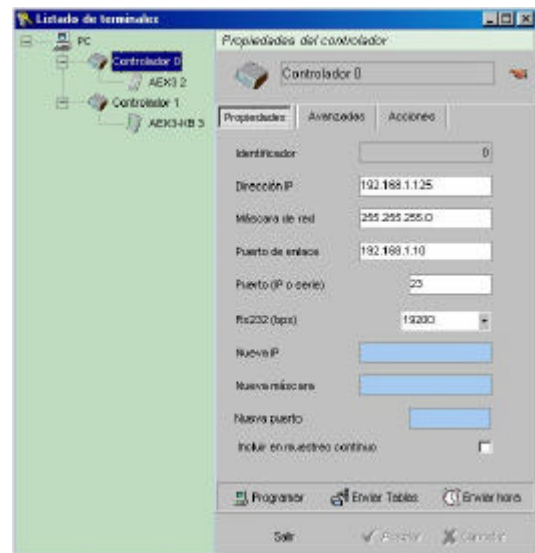 Listado de terminales
PC
Controlador 0
AEX3 2
Controlador 1
AEX3-KB 3
Propiedades del controlador
Controlador 0
Propiedades Avanzadas Acciones
Identificador 0
Dirección IP 192.168.1.125
Máscara de red 255.255.255.0
Puerto de enlace 192.168.1.10
Puerto (IP o serie) 23
Rs232 (bps) 19200
Nueva IP
Nueva máscara
Nuevo puerto
Incluir en muestreo continuo
Programar Enviar Tablas Enviar hora
Salir Aceptar Cancelar